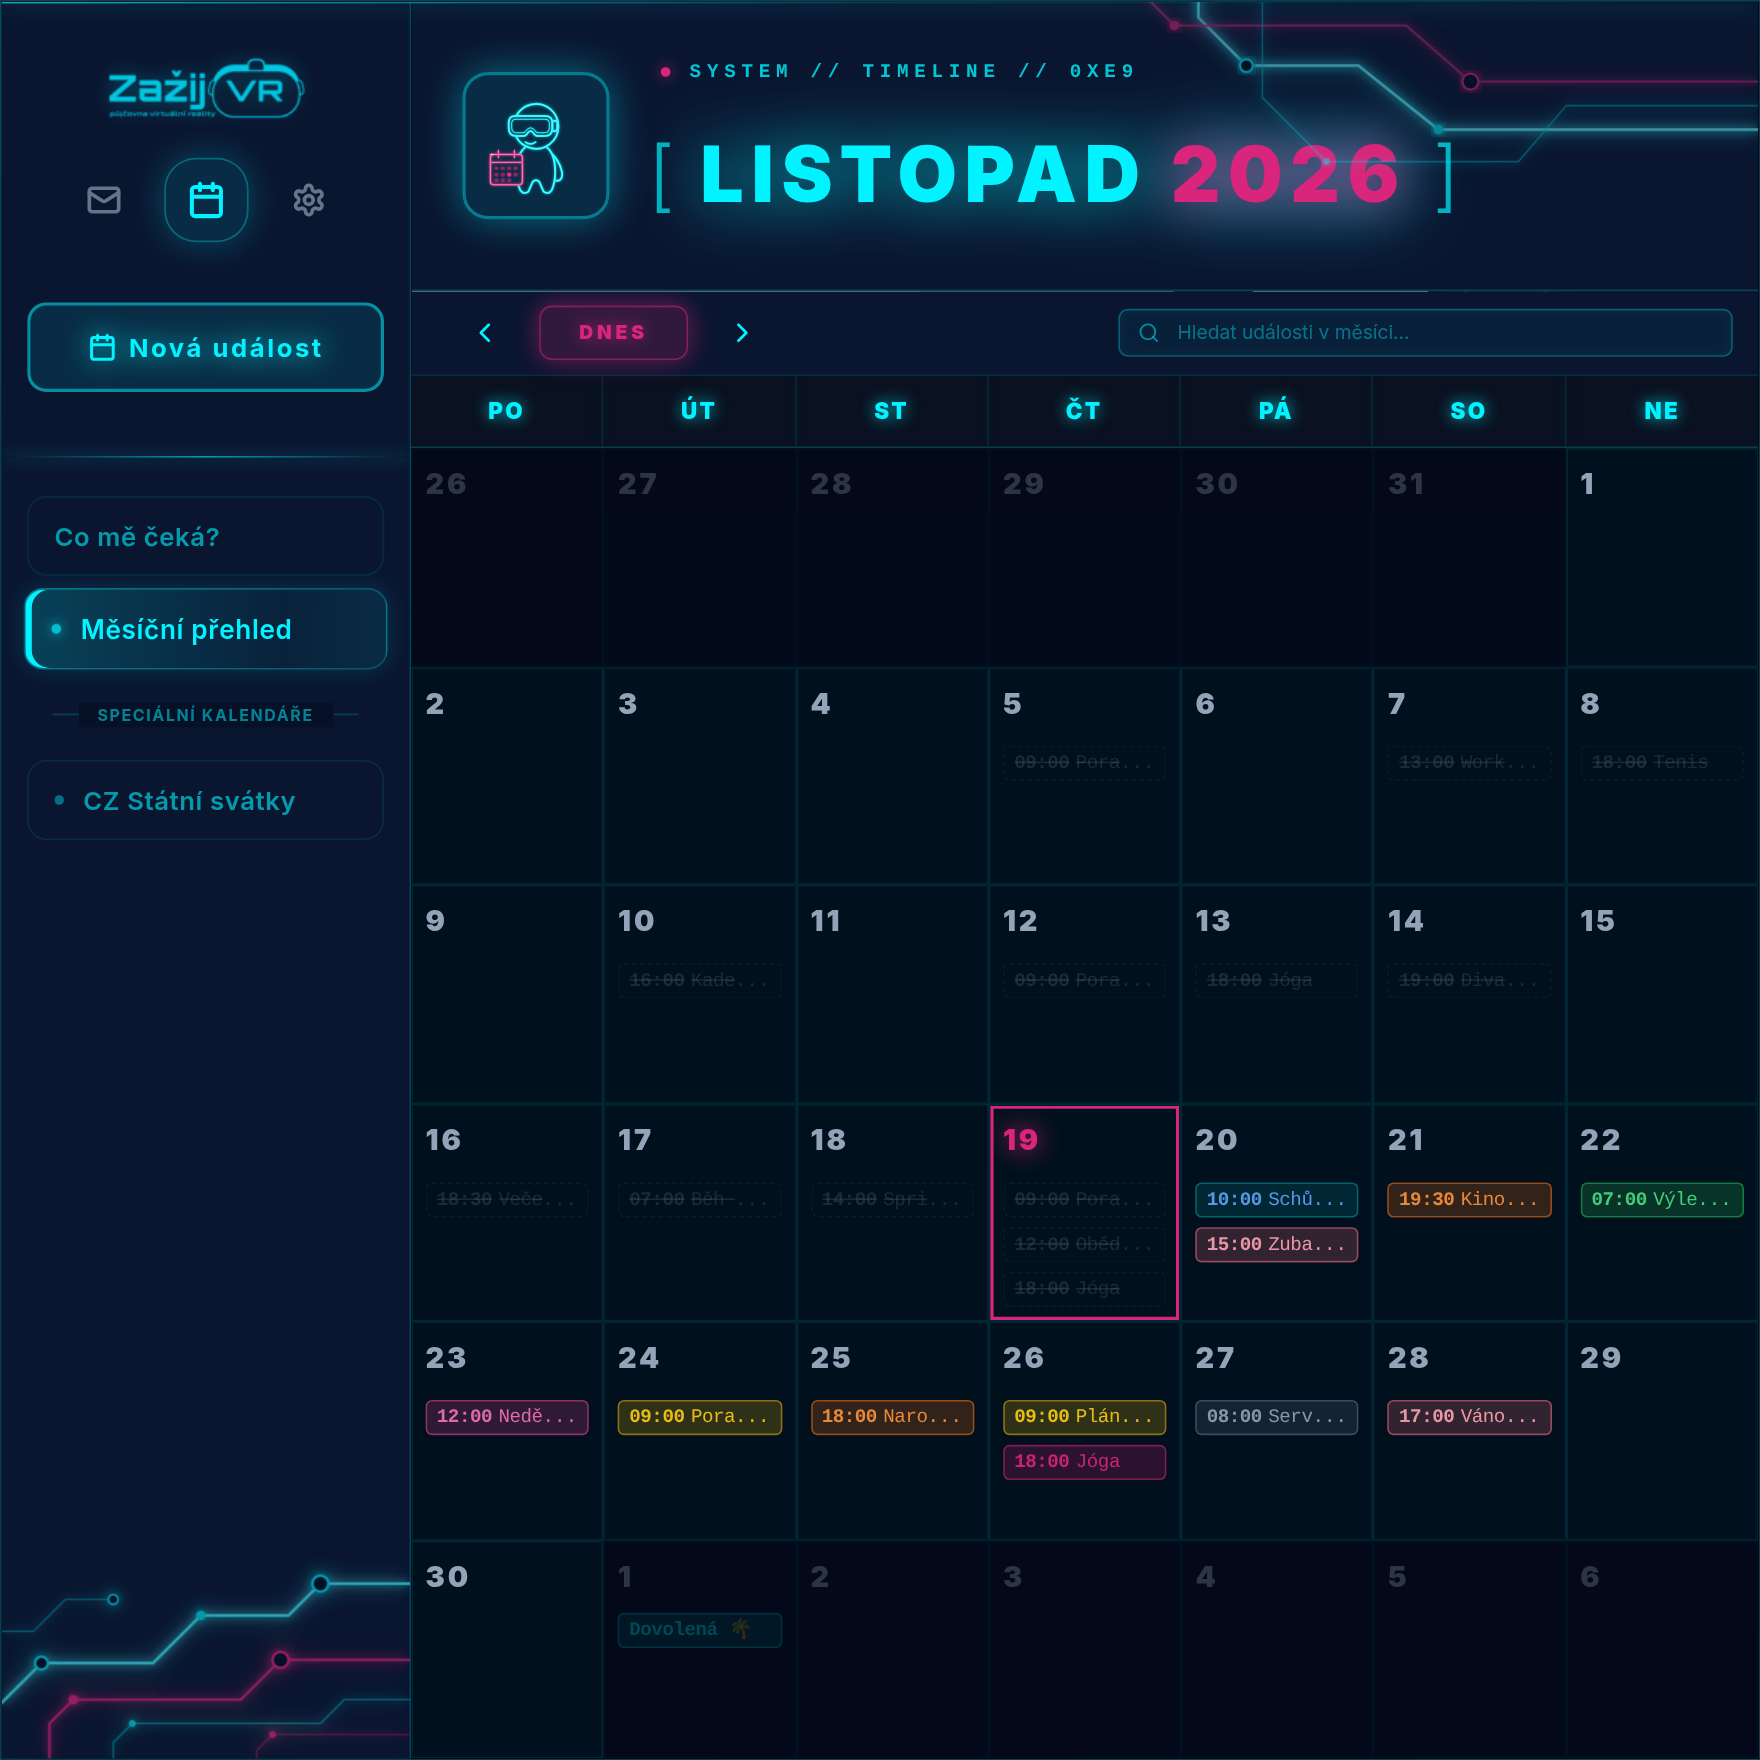 Zažij VR
půjčovna virtuální reality
Nová událost
Co mě čeká?
Měsíční přehled
SPECIÁLNÍ KALENDÁŘE
CZ Státní svátky
SYSTEM // TIMELINE // 0XE9
[ LISTOPAD 2026 ]
DNES
Hledat události v měsíci...
PO ÚT ST ČT PÁ SO NE
26 27 28 29 30 31 1
2 3 4 5 6 7 8
09:00 Pora... 13:00 Work... 18:00 Tenis
9 10 11 12 13 14 15
16:00 Kade... 09:00 Pora... 18:00 Jóga 19:00 Diva...
16 17 18 19 20 21 22
18:30 Veče... 07:00 Běh ... 14:00 Spri... 09:00 Pora... 10:00 Schů... 19:30 Kino... 07:00 Výle...
12:00 Oběd... 15:00 Zuba...
18:00 Jóga
23 24 25 26 27 28 29
12:00 Nedě... 09:00 Pora... 18:00 Naro... 09:00 Plán... 08:00 Serv... 17:00 Váno...
18:00 Jóga
30 1 2 3 4 5 6
Dovolená 🌴